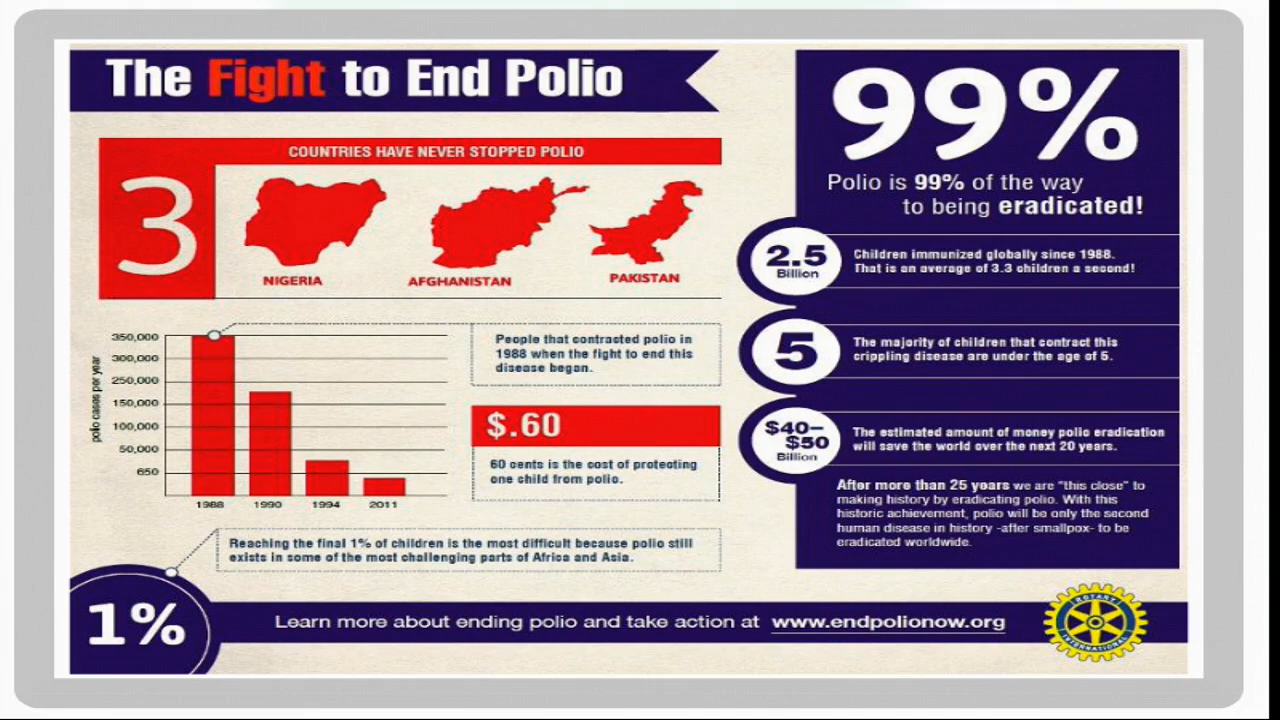 The Fight to End Polio
3
COUNTRIES HAVE NEVER STOPPED POLIO
NIGERIA
AFGHANISTAN
PAKISTAN
polio cases per year
350,000
300,000
250,000
150,000
100,000
50,000
650
1988
1990
1994
2011
People that contracted polio in
1988 when the fight to end this
disease began.
$.60
60 cents is the cost of protecting
one child from polio.
Reaching the final 1% of children is the most difficult because polio still
exists in some of the most challenging parts of Africa and Asia.
99%
Polio is 99% of the way
to being eradicated!
2.5
Billion
Children immunized globally since 1988.
That is an average of 3.3 children a second!
5
The majority of children that contract this
crippling disease are under the age of 5.
$40–
$50
Billion
The estimated amount of money polio eradication
will save the world over the next 20 years.
After more than 25 years we are "this close" to
making history by eradicating polio. With this
historic achievement, polio will be only the second
human disease in history -after smallpox- to be
eradicated worldwide.
1%
Learn more about ending polio and take action at www.endpolionow.org
ROTARY
INTERNATIONAL